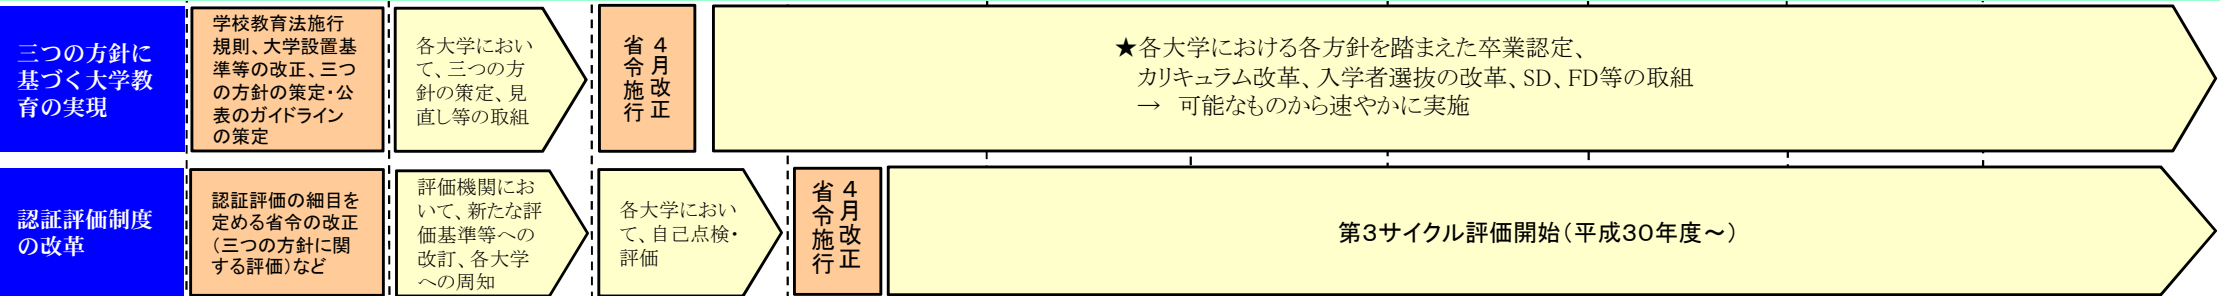 三つの方針に
基づく大学教
育の実現
学校教育法施行
規則、大学設置基
準等の改正、三つ
の方針の策定・公
表のガイドライン
の策定
各大学におい
て、三つの方
針の策定、見
直し等の取組
4月改正
省令施行
★各大学における各方針を踏まえた卒業認定、
カリキュラム改革、入学者選抜の改革、SD、FD等の取組
→ 可能なものから速やかに実施
認証評価制度
の改革
認証評価の細目を
定める省令の改正
(三つの方針に関
する評価)など
評価機関にお
いて、新たな評
価基準等への
改訂、各大学
への周知
各大学におい
て、自己点検・
評価
4月改正
省令施行
第3サイクル評価開始(平成30年度～)